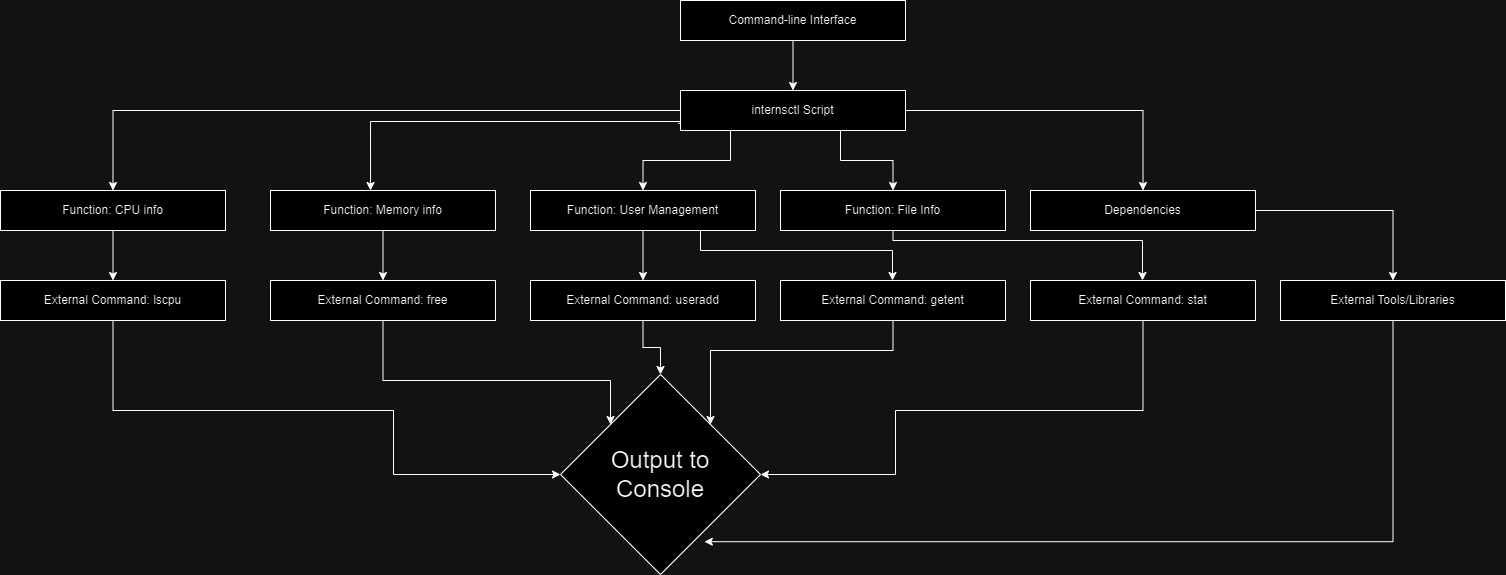 Command-line Interface
internsctl Script
Function: CPU info
Function: Memory info
Function: User Management
Function: File Info
Dependencies
External Command: lscpu
External Command: free
External Command: useradd
External Command: getent
External Command: stat
External Tools/Libraries
Output to
Console